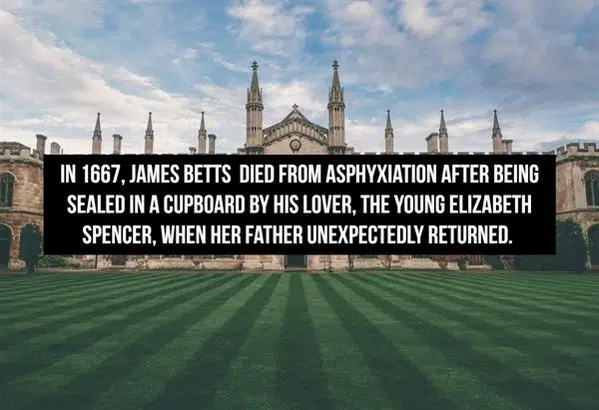 IN 1667, JAMES BETTS DIED FROM ASPHYXIATION AFTER BEING
SEALED IN A CUPBOARD BY HIS LOVER, THE YOUNG ELIZABETH
SPENCER, WHEN HER FATHER UNEXPECTEDLY RETURNED.